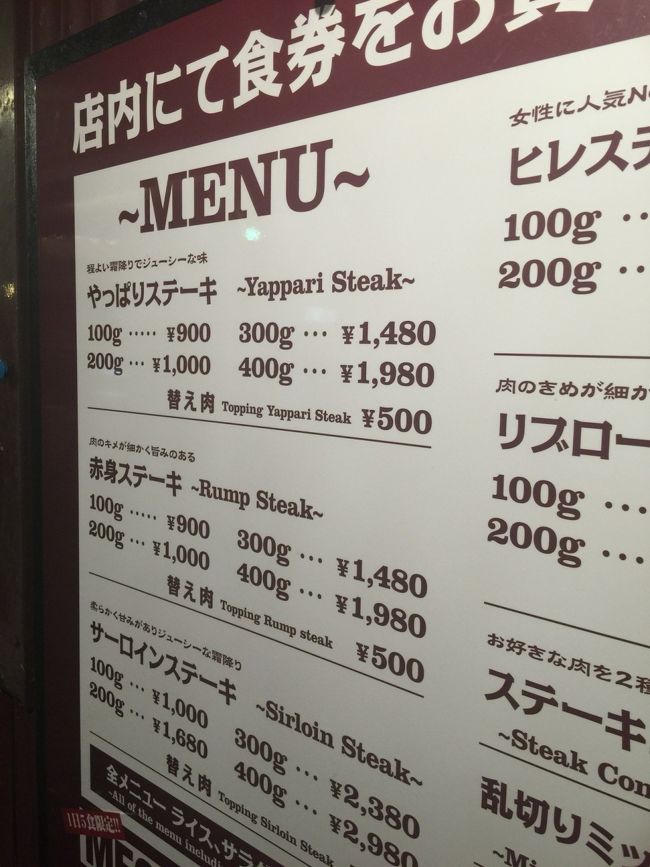 店内にて食券をお買
~MENU~
程よい霜降りでジューシーな味
やっぱりステーキ ~Yappari Steak~
100g ····· ¥900 300g ··· ¥1,480
200g ··· ¥1,000 400g ··· ¥1,980
替え肉 Topping Yappari Steak ¥500
肉のキメが細かく旨みのある
赤身ステーキ ~Rump Steak~
100g ····· ¥900 300g ··· ¥1,480
200g ··· ¥1,000 400g ··· ¥1,980
替え肉 Topping Rump steak ¥500
柔らかく甘みがありジューシーな霜降り
サーロインステーキ ~Sirloin Steak~
100g ··· ¥1,000 300g ··· ¥2,380
200g ··· ¥1,680 400g ··· ¥2,980
替え肉 Topping Sirloin Steak
全メニュー ライス、サラ
~All of the menu includi
1日15食限定!!
女性に人気No
ヒレステ
100g ··
200g ··
肉のきめが細か
リブロー
100g ···
200g ···
お好きな肉を2種
ステーキ
~Steak Com
乱切りミッ